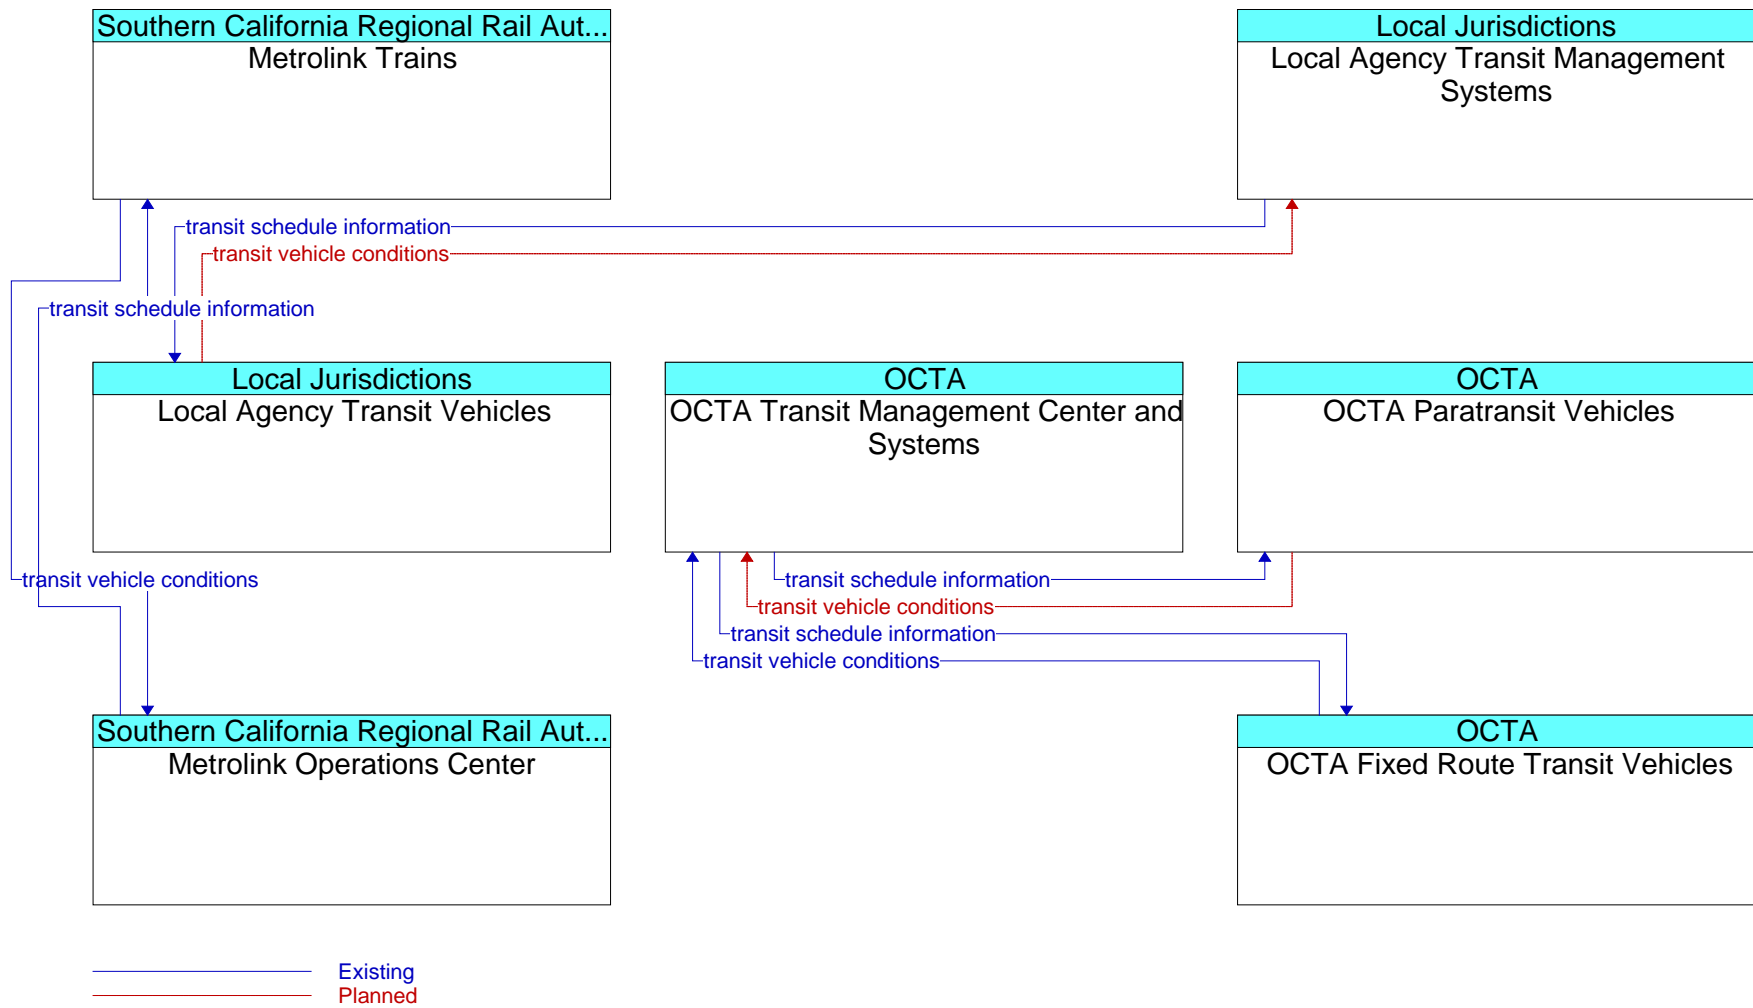 Southern California Regional Rail Aut...
Metrolink Trains
Local Jurisdictions
Local Agency Transit Management
Systems
transit schedule information
transit vehicle conditions
transit schedule information
Local Jurisdictions
Local Agency Transit Vehicles
OCTA
OCTA Transit Management Center and
Systems
OCTA
OCTA Paratransit Vehicles
transit vehicle conditions
transit schedule information
transit vehicle conditions
transit schedule information
transit vehicle conditions
Southern California Regional Rail Aut...
Metrolink Operations Center
OCTA
OCTA Fixed Route Transit Vehicles
Existing
Planned